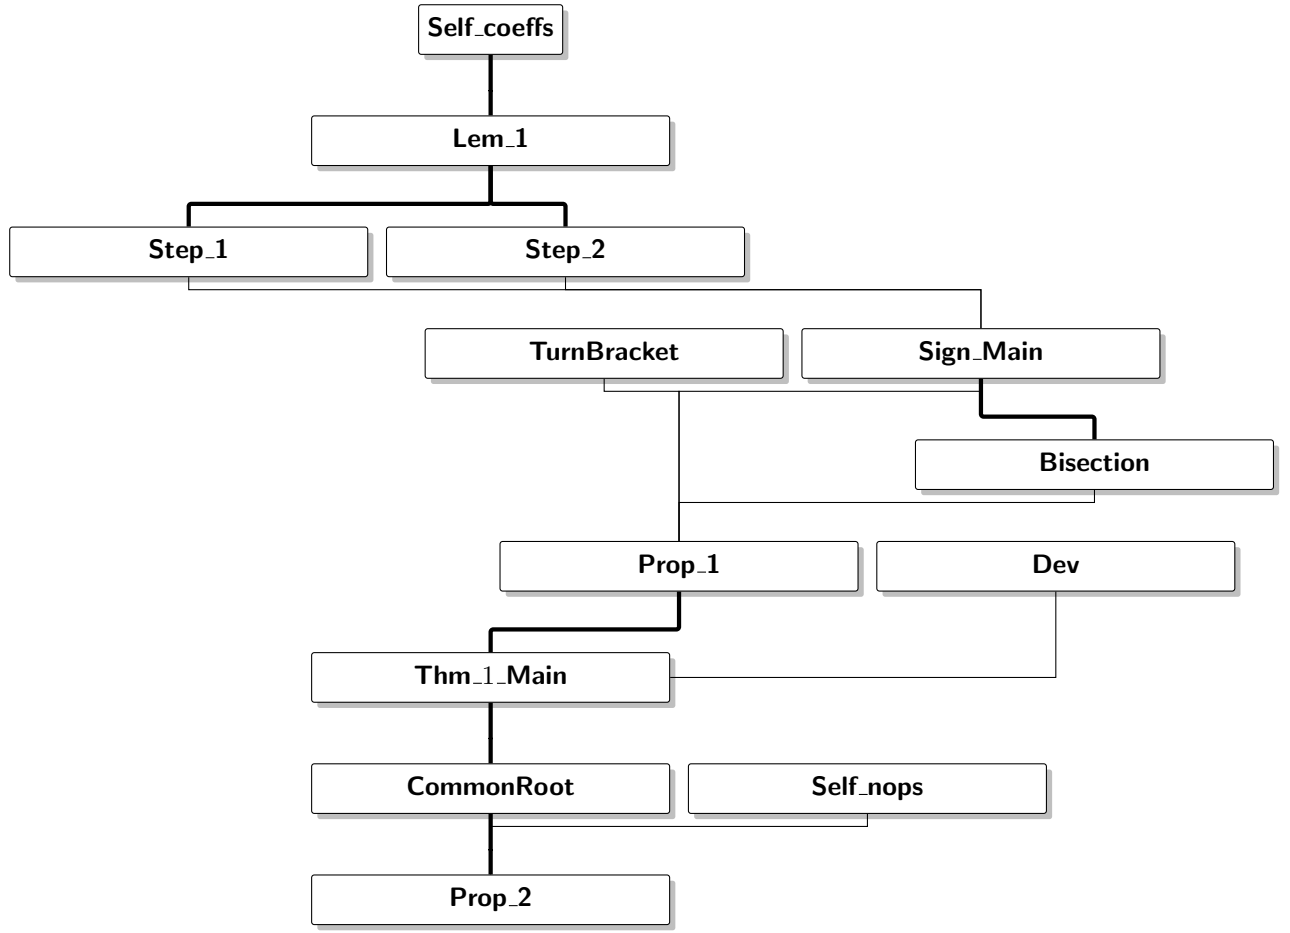 Self_coeffs
Lem_1
Step_1
Step_2
TurnBracket
Sign_Main
Bisection
Prop_1
Dev
Thm_1_Main
CommonRoot
Self_nops
Prop_2